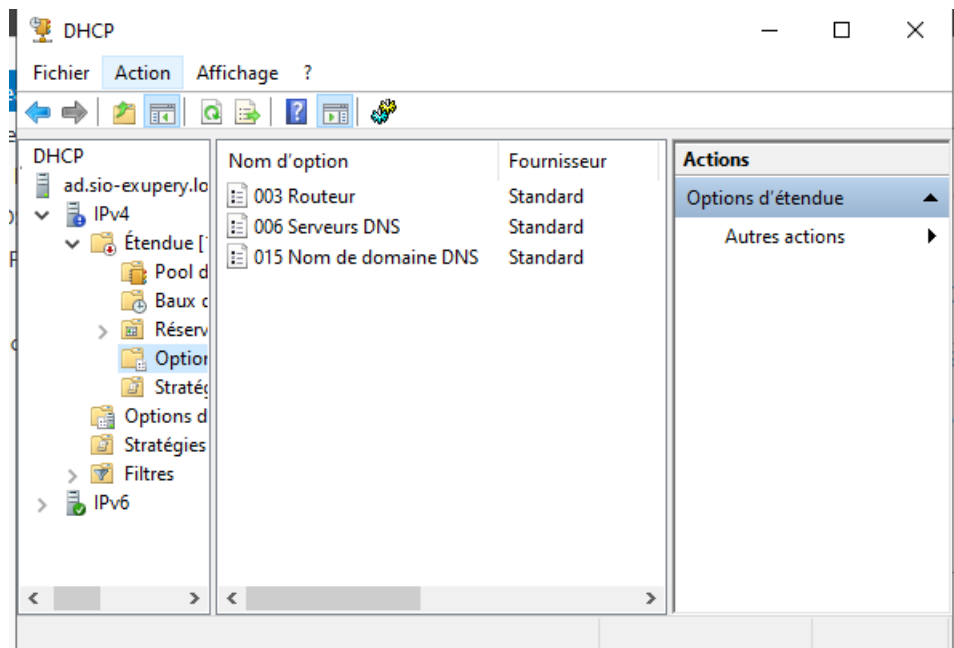 DHCP
Fichier Action Affichage ?
DHCP
ad.sio-exupery.lo
IPv4
Étendue [
Pool d
Baux
Réserv
Option
Stratég
Options d
Stratégies
Filtres
IPv6
Nom d'option Fournisseur
003 Routeur Standard
006 Serveurs DNS Standard
015 Nom de domaine DNS Standard
Actions
Options d'étendue
Autres actions